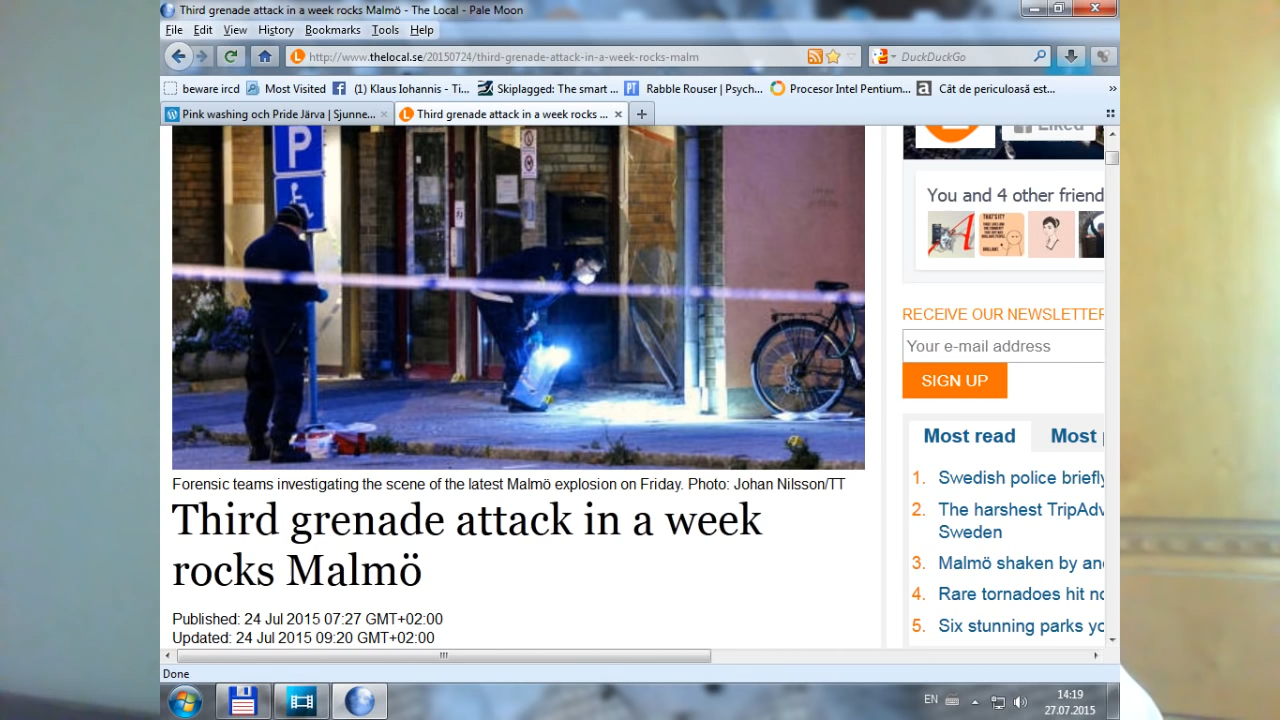 Third grenade attack in a week rocks Malmö - The Local - Pale Moon
File Edit View History Bookmarks Tools Help
http://www.thelocal.se/20150724/third-grenade-attack-in-a-week-rocks-malm
DuckDuckGo
beware ircd Most Visited (1) Klaus Iohannis - Ti... Skiplagged: The smart ... PT Rabble Rouser | Psych... Procesor Intel Pentium... a Cât de periculoasă est... »
Pink washing och Pride Järva | Sjunne... Third grenade attack in a week rocks ...
P
Liked
You and 4 other friend
THAT'S IT?
BRILLIANT.
RECEIVE OUR NEWSLETTER
Your e-mail address
SIGN UP
Most read Most
1. Swedish police briefly
2. The harshest TripAdv
Sweden
3. Malmö shaken by an
4. Rare tornadoes hit no
5. Six stunning parks yo
Forensic teams investigating the scene of the latest Malmö explosion on Friday. Photo: Johan Nilsson/TT
Third grenade attack in a week
rocks Malmö
Published: 24 Jul 2015 07:27 GMT+02:00
Updated: 24 Jul 2015 09:20 GMT+02:00
Done
EN
14:19
27.07.2015